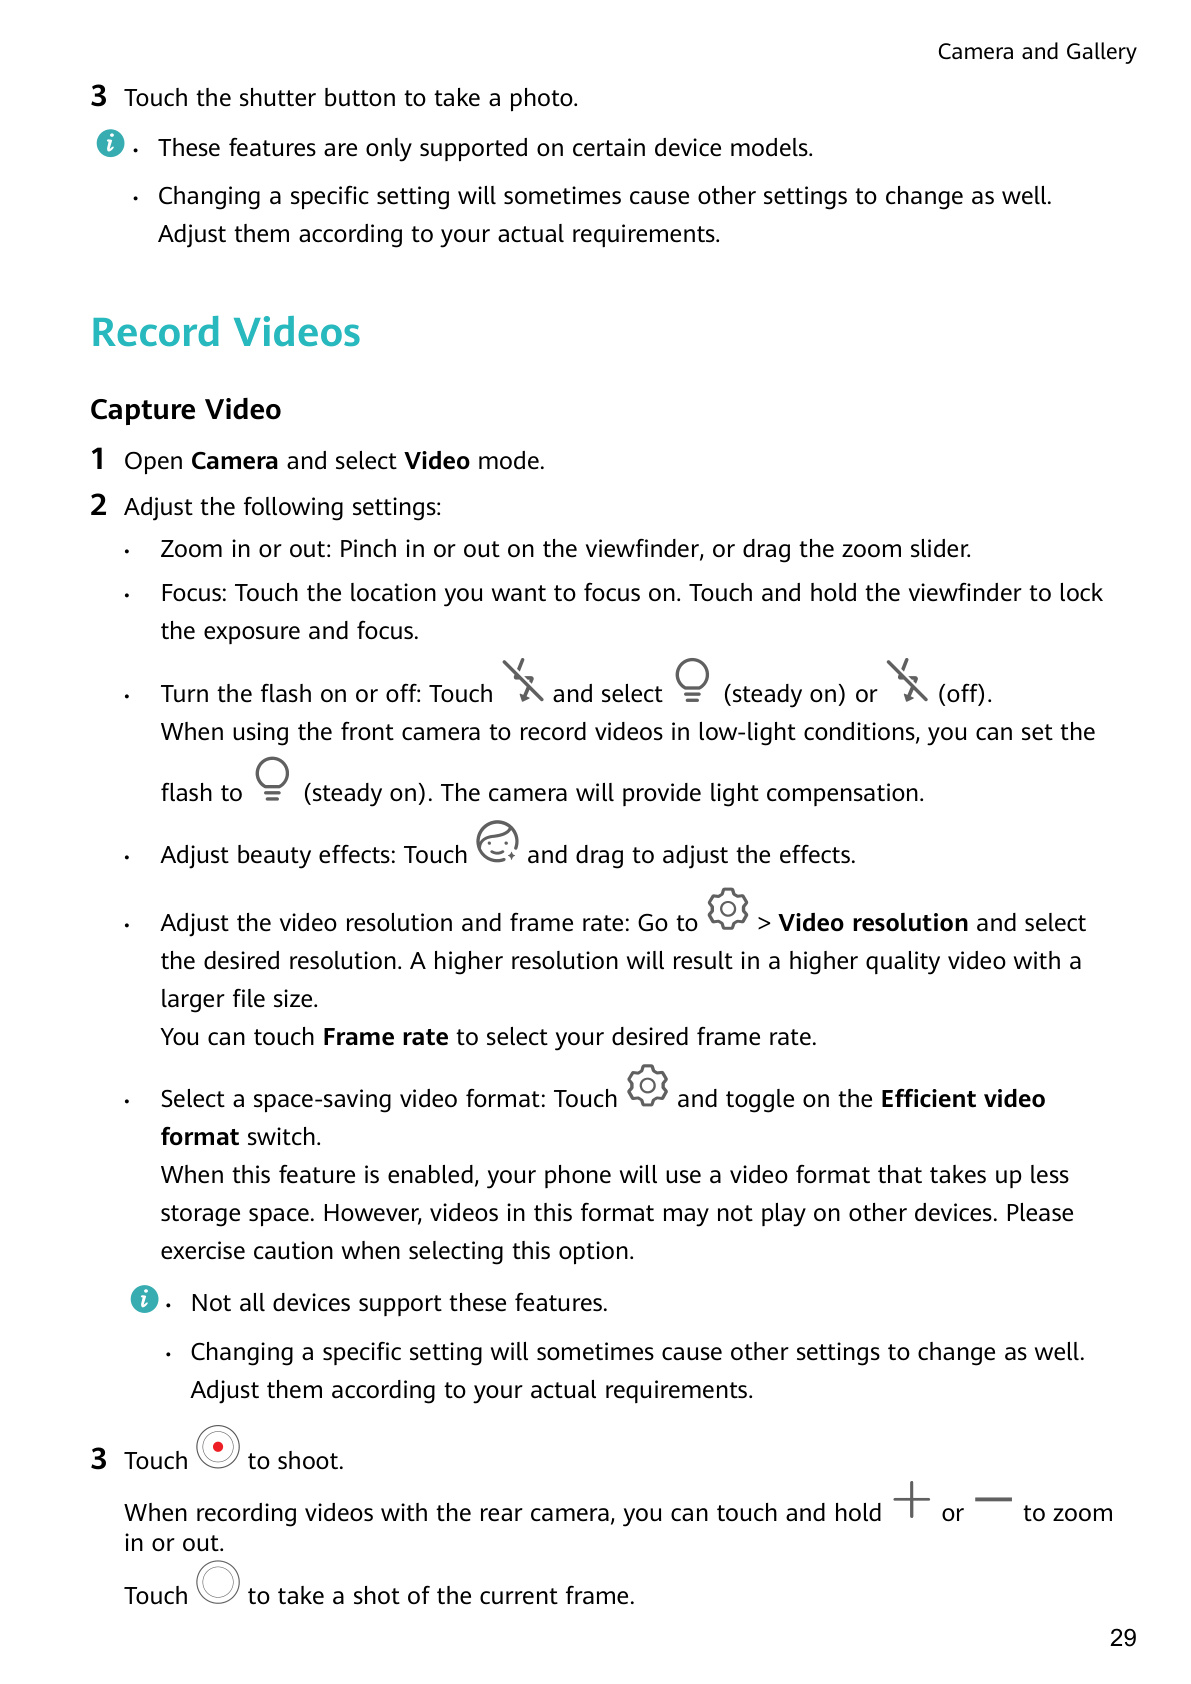 Camera and Gallery
3 Touch the shutter button to take a photo.
• These features are only supported on certain device models.
• Changing a specific setting will sometimes cause other settings to change as well.
Adjust them according to your actual requirements.
Record Videos
Capture Video
1 Open Camera and select Video mode.
2 Adjust the following settings:
• Zoom in or out: Pinch in or out on the viewfinder, or drag the zoom slider.
• Focus: Touch the location you want to focus on. Touch and hold the viewfinder to lock
the exposure and focus.
• Turn the flash on or off: Touch and select (steady on) or (off).
When using the front camera to record videos in low-light conditions, you can set the
flash to (steady on). The camera will provide light compensation.
• Adjust beauty effects: Touch and drag to adjust the effects.
• Adjust the video resolution and frame rate: Go to > Video resolution and select
the desired resolution. A higher resolution will result in a higher quality video with a
larger file size.
You can touch Frame rate to select your desired frame rate.
• Select a space-saving video format: Touch and toggle on the Efficient video
format switch.
When this feature is enabled, your phone will use a video format that takes up less
storage space. However, videos in this format may not play on other devices. Please
exercise caution when selecting this option.
• Not all devices support these features.
• Changing a specific setting will sometimes cause other settings to change as well.
Adjust them according to your actual requirements.
3 Touch to shoot.
When recording videos with the rear camera, you can touch and hold or to zoom
in or out.
Touch to take a shot of the current frame.
29